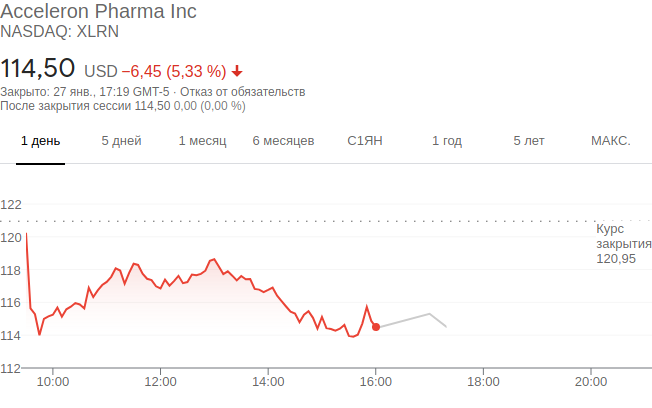 Acceleron Pharma Inc
NASDAQ: XLRN
114,50 USD −6,45 (5,33 %)
Закрыто: 27 янв., 17:19 GMT-5 · Отказ от обязательств
После закрытия сессии 114,50 0,00 (0,00 %)
1 день 5 дней 1 месяц 6 месяцев С1ЯН 1 год 5 лет МАКС.
122
120
118
116
114
112
Курс
закрытия
120,95
10:00 12:00 14:00 16:00 18:00 20:00